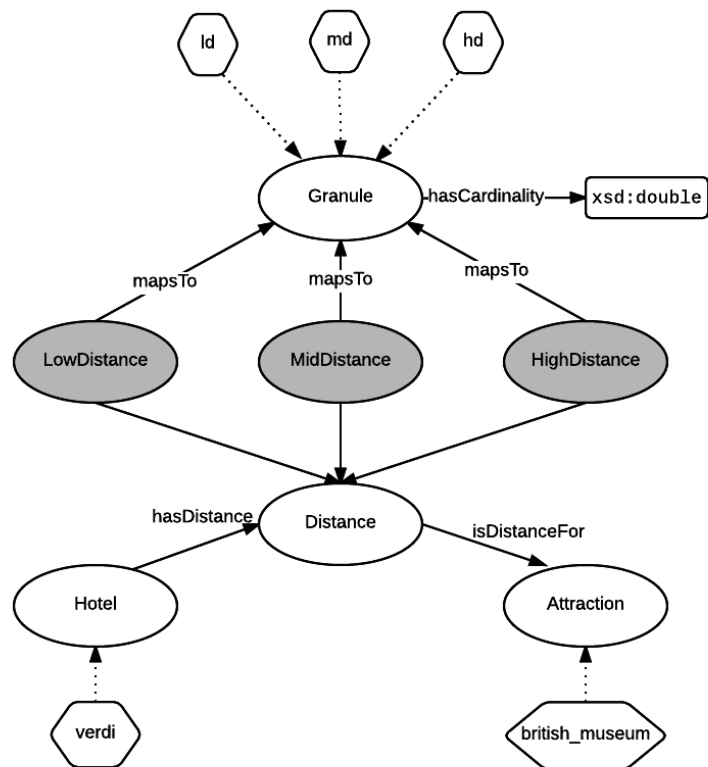 ld
md
hd
Granule
hasCardinality
xsd:double
mapsTo
mapsTo
mapsTo
LowDistance
MidDistance
HighDistance
hasDistance
Distance
isDistanceFor
Hotel
Attraction
verdi
british_museum